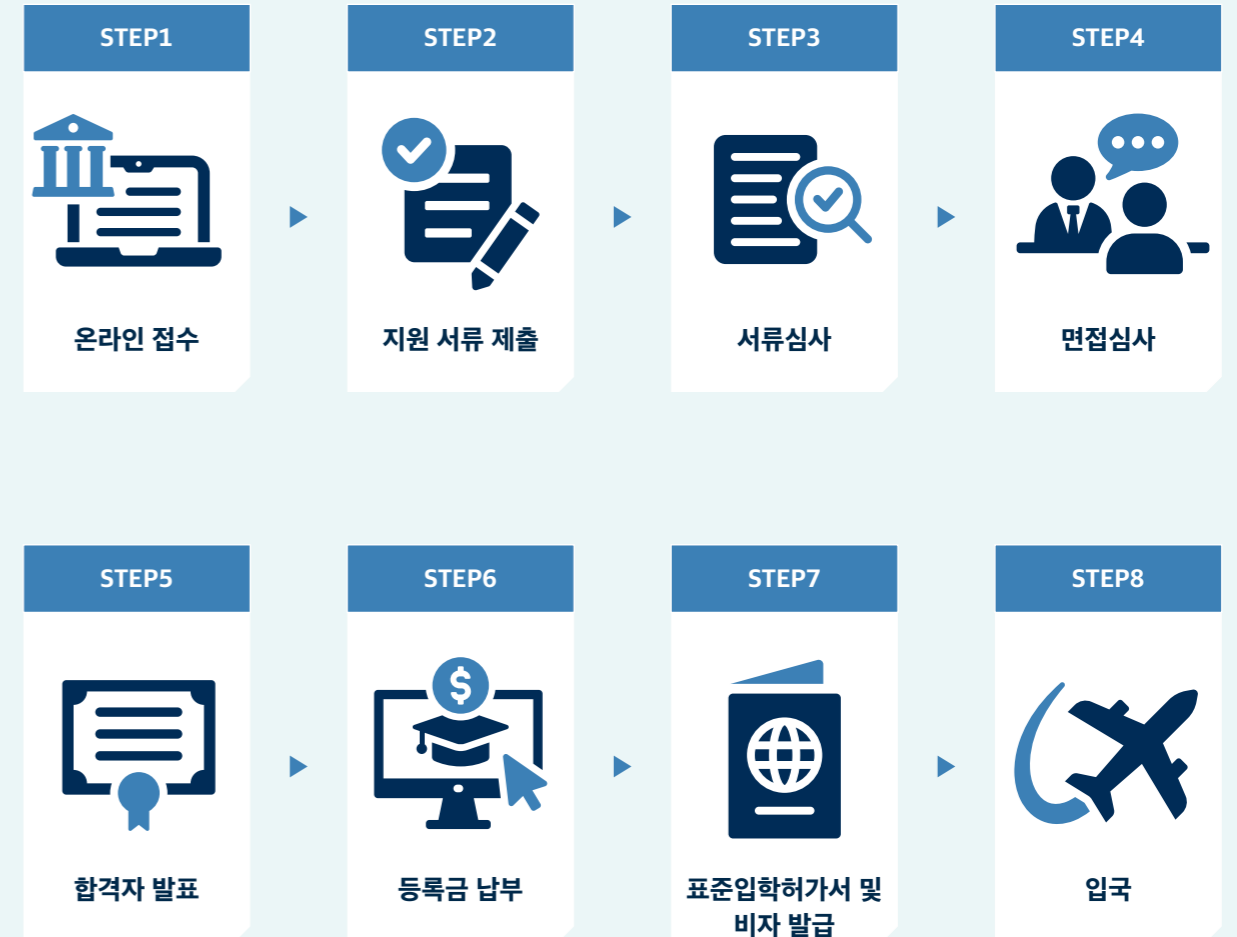 STEP1
온라인 접수
STEP2
지원 서류 제출
STEP3
서류심사
STEP4
면접심사
STEP5
합격자 발표
STEP6
등록금 납부
STEP7
표준입학허가서 및
비자 발급
STEP8
입국